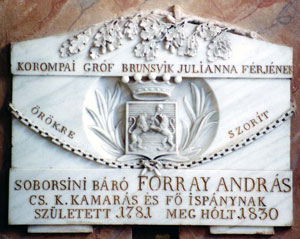 KOROMPAI GRÓF BRUNSVIK JULIANNA FÉRJÉNEK
ÖRÖKRE SZORÍT
SOBORSINI BÁRÓ FORRAY ANDRÁS
CS. K. KAMARÁS ÉS FŐ ISPÁNYNAK
SZÜLETETT 1781 MEG HÓLT 1830